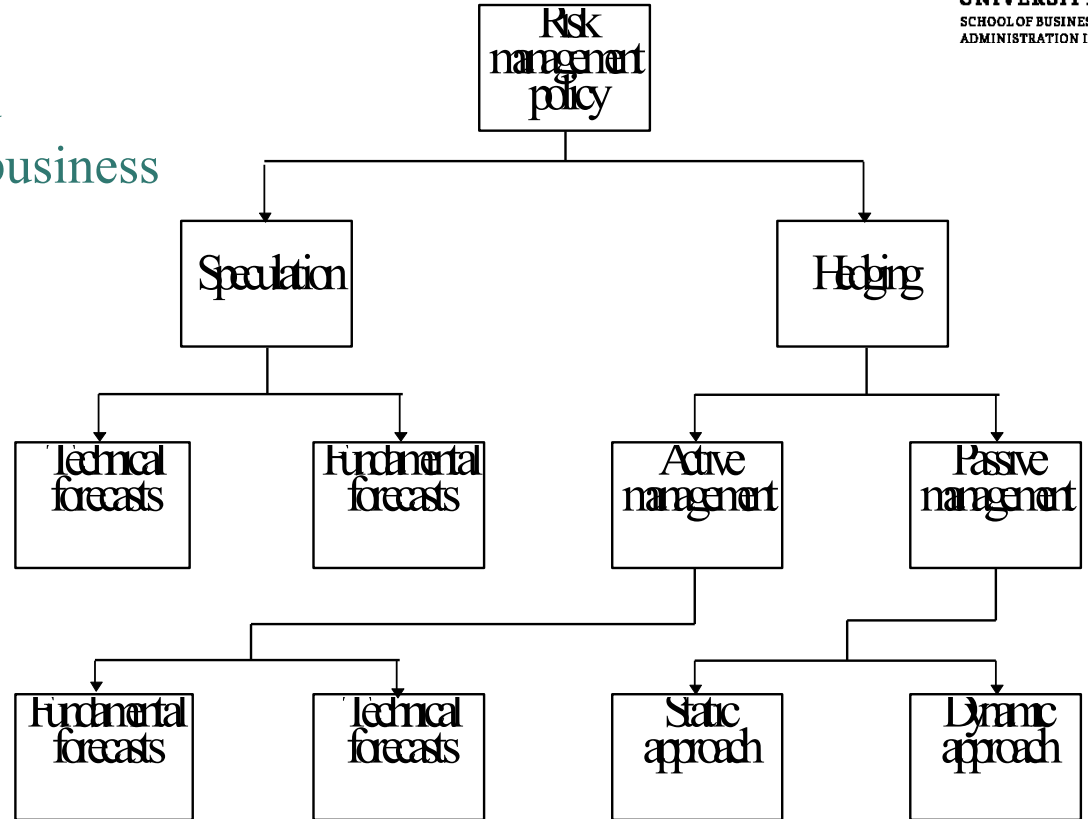 UNIVERSIT
SCHOOL OF BUSINES
ADMINISTRATION I
business
Risk
management
policy
Speculation
Hedging
Technical
forecasts
Fundamental
forecasts
Active
management
Passive
management
Fundamental
forecasts
Technical
forecasts
Static
approach
Dynamic
approach